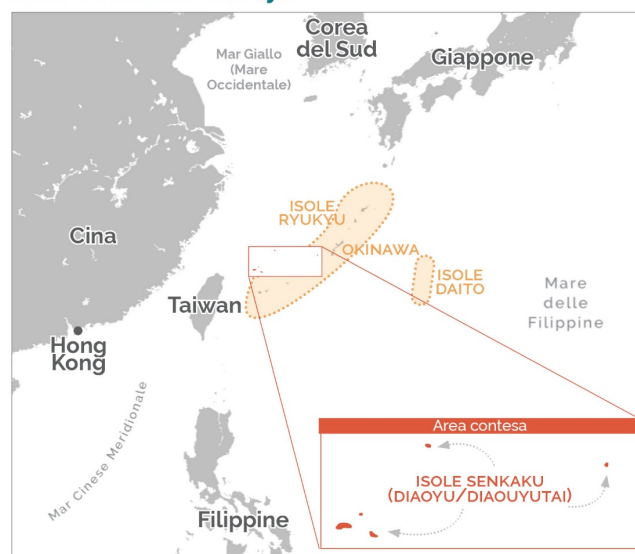 Corea
del Sud
Mar Giallo
(Mare
Occidentale)
Giappone
ISOLE
RYUKYU
Cina
OKINAWA
ISOLE
DAITO
Mare
delle
Filippine
Taiwan
Hong
Kong
Mar Cinese Meridionale
Area contesa
ISOLE SENKAKU
(DIAOYU/DIAOUYUTAI)
Filippine